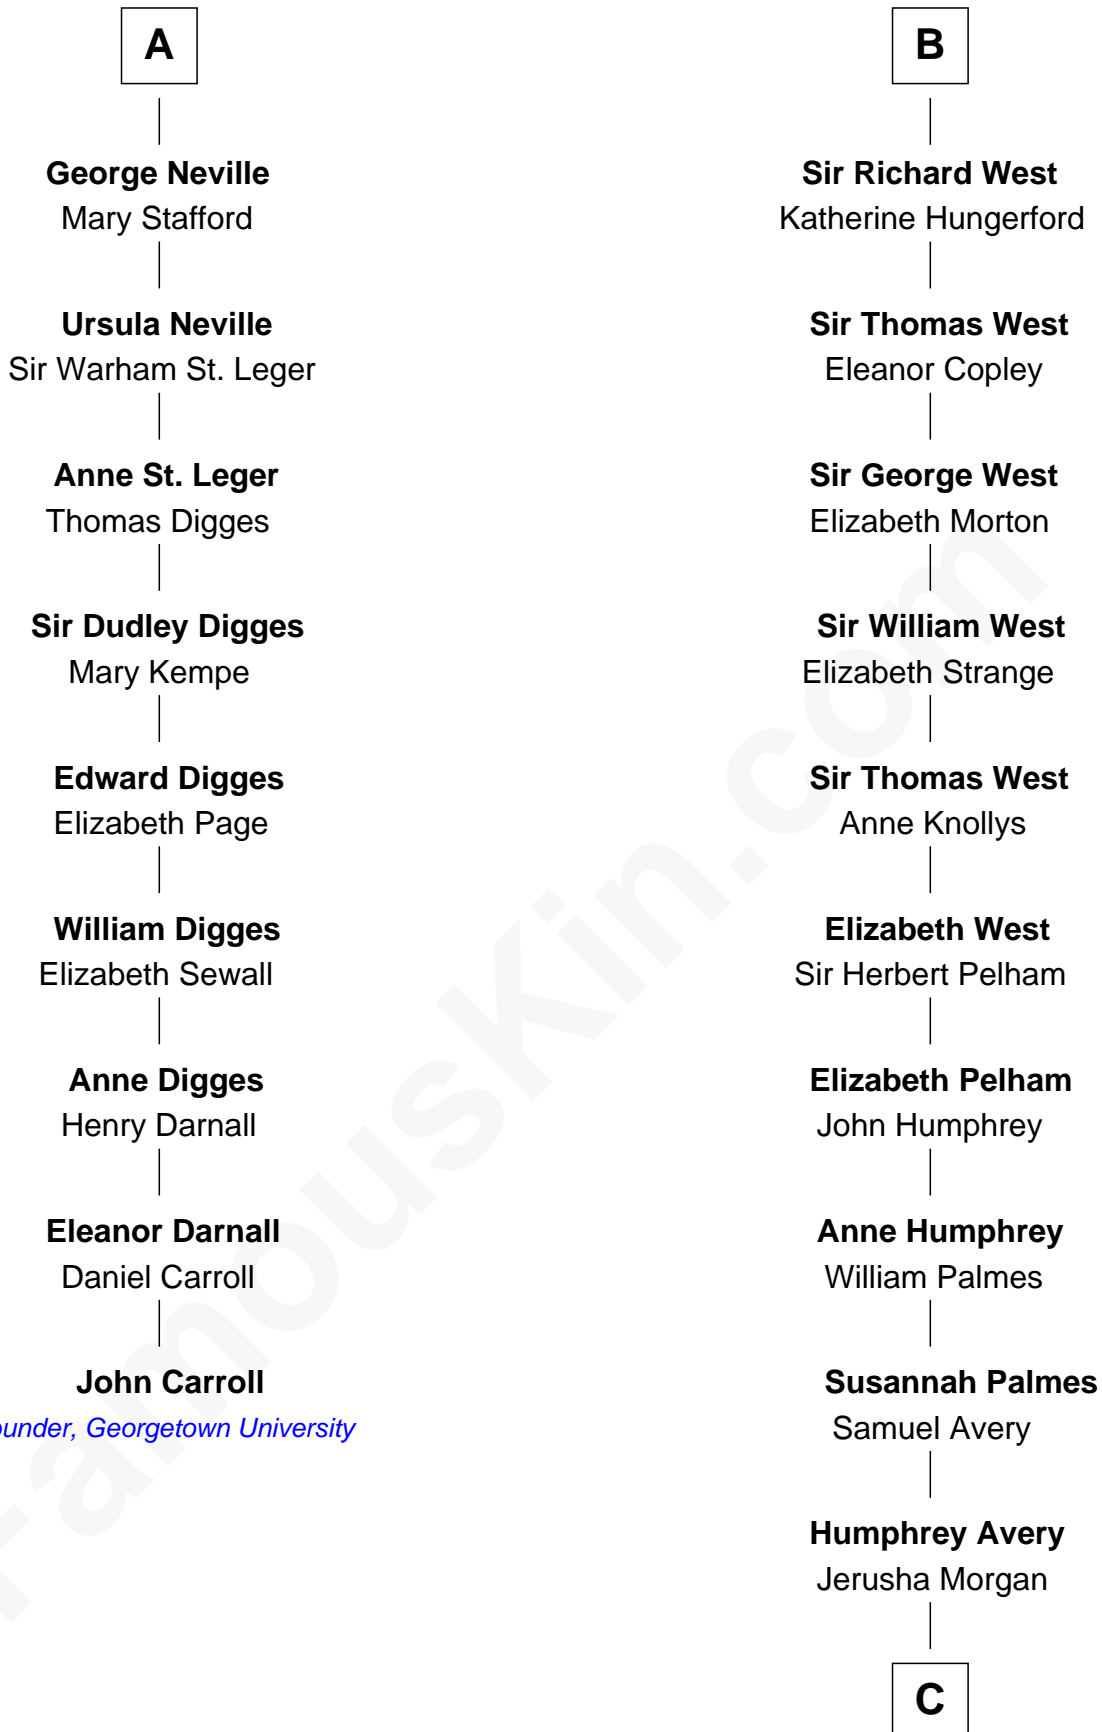 A
George Neville
Mary Stafford
Ursula Neville
Sir Warham St. Leger
Anne St. Leger
Thomas Digges
Sir Dudley Digges
Mary Kempe
Edward Digges
Elizabeth Page
William Digges
Elizabeth Sewall
Anne Digges
Henry Darnall
Eleanor Darnall
Daniel Carroll
John Carroll
under, Georgetown University
B
Sir Richard West
Katherine Hungerford
Sir Thomas West
Eleanor Copley
Sir George West
Elizabeth Morton
Sir William West
Elizabeth Strange
Sir Thomas West
Anne Knollys
Elizabeth West
Sir Herbert Pelham
Elizabeth Pelham
John Humphrey
Anne Humphrey
William Palmes
Susannah Palmes
Samuel Avery
Humphrey Avery
Jerusha Morgan
C
FamousKin.com